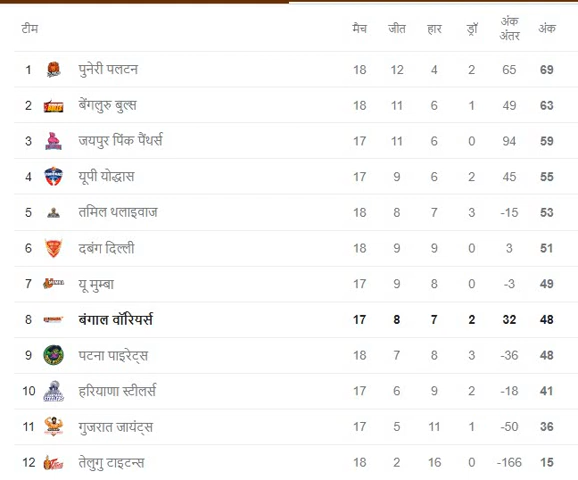 टीम मैच जीत हार ड्रॉ अंक अंतर अंक
1 पुनेरी पलटन 18 12 4 2 65 69
2 बेंगलुरु बुल्स 18 11 6 1 49 63
3 जयपुर पिंक पैंथर्स 17 11 6 0 94 59
4 यूपी योद्धास 17 9 6 2 45 55
5 तमिल थलाइवाज 18 8 7 3 -15 53
6 दबंग दिल्ली 18 9 9 0 3 51
7 यू मुम्बा 17 9 8 0 -3 49
8 बंगाल वॉरियर्स 17 8 7 2 32 48
9 पटना पाइरेट्स 18 7 8 3 -36 48
10 हरियाणा स्टीलर्स 17 6 9 2 -18 41
11 गुजरात जायंट्स 17 5 11 1 -50 36
12 तेलुगु टाइटन्स 18 2 16 0 -166 15